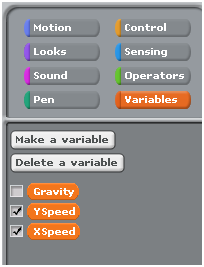 Motion Control
Looks Sensing
Sound Operators
Pen Variables
Make a variable
Delete a variable
Gravity
YSpeed
XSpeed